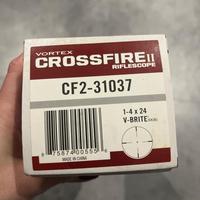 VORTEX
CROSSFIRE II
RIFLESCOPE
CF2-31037
1-4 x 24
V-BRITE
MADE IN CHINA